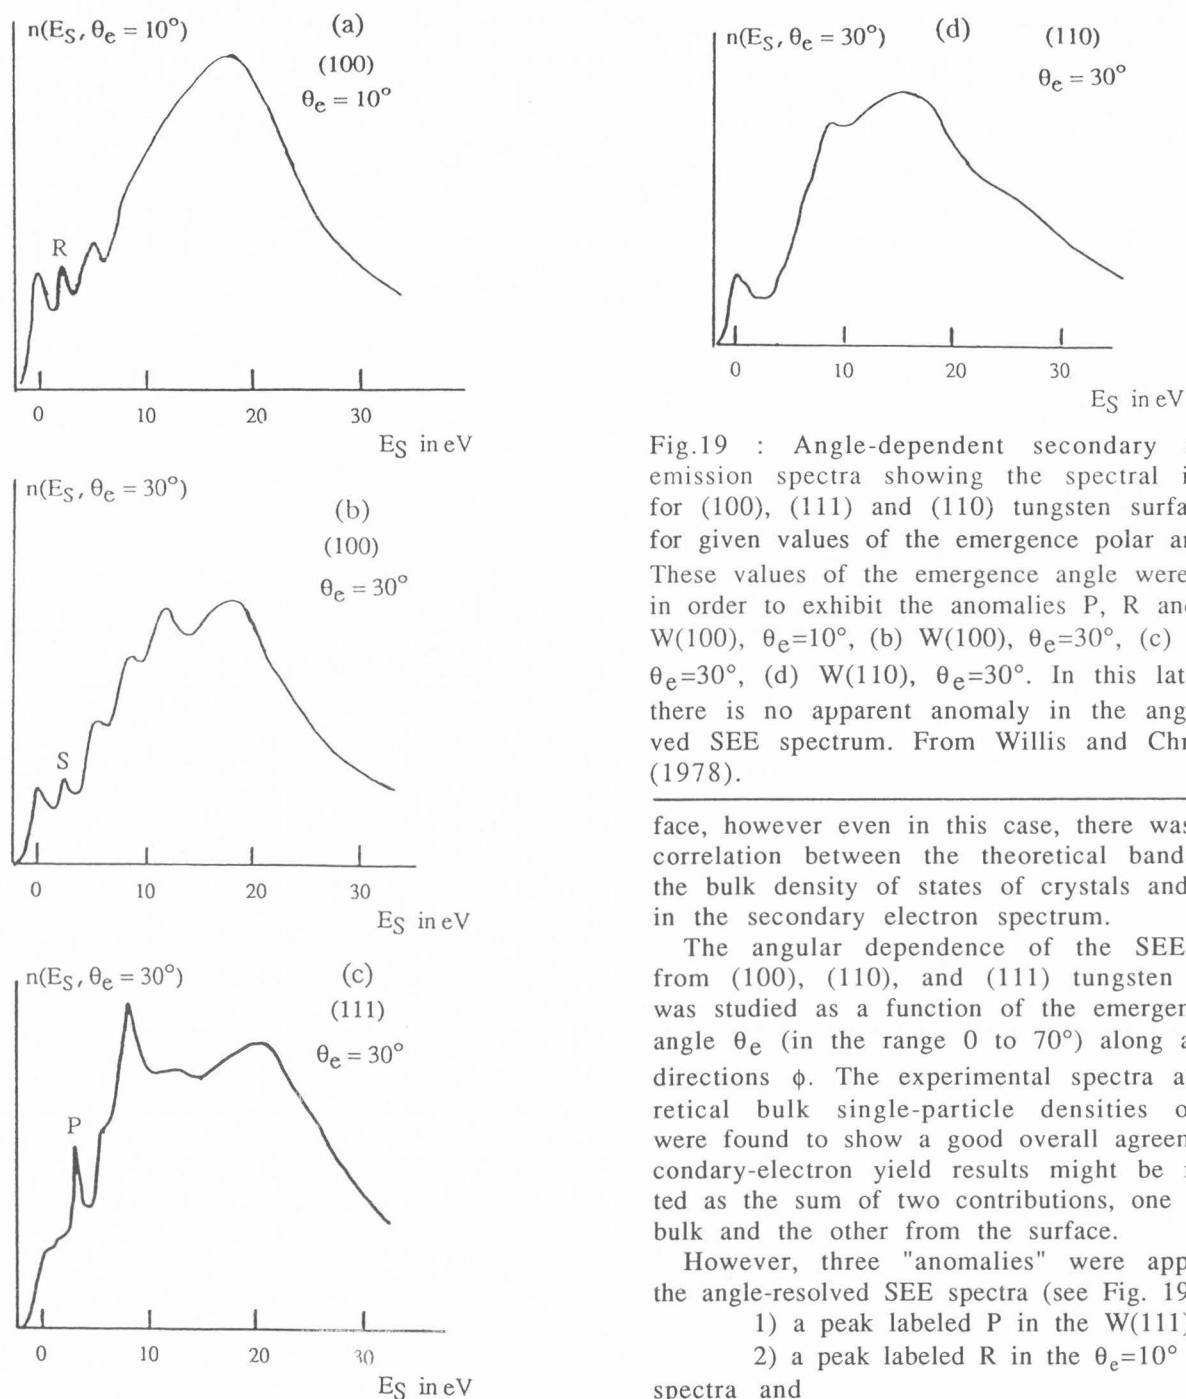 n(ES, θe = 10°)
(a)
(100)
θe = 10°
R
0 10 20 30
ES in eV
n(ES, θe = 30°)
(b)
(100)
θe = 30°
S
0 10 20 30
ES in eV
n(ES, θe = 30°)
(c)
(111)
θe = 30°
P
0 10 20 30
ES in eV
n(ES, θe = 30°)
(d)
(110)
θe = 30°
0 10 20 30
ES in eV
Fig.19 : Angle-dependent secondary
emission spectra showing the spectral
for (100), (111) and (110) tungsten
for given values of the emergence polar
These values of the emergence angle were
in order to exhibit the anomalies P, R
W(100), θe=10°, (b) W(100), θe=30°, (c)
θe=30°, (d) W(110), θe=30°. In this
there is no apparent anomaly in the
ved SEE spectrum. From Willis and
(1978).
face, however even in this case, there was
correlation between the theoretical band
the bulk density of states of crystals and
in the secondary electron spectrum.
The angular dependence of the SEE
from (100), (110), and (111) tungsten
was studied as a function of the
angle θe (in the range 0 to 70°) along
directions ϕ. The experimental spectra
retical bulk single-particle densities
were found to show a good overall
condary-electron yield results might be
ted as the sum of two contributions, one
bulk and the other from the surface.
However, three "anomalies" were
the angle-resolved SEE spectra (see Fig. 19
1) a peak labeled P in the W(111)
2) a peak labeled R in the θe=10°
spectra and